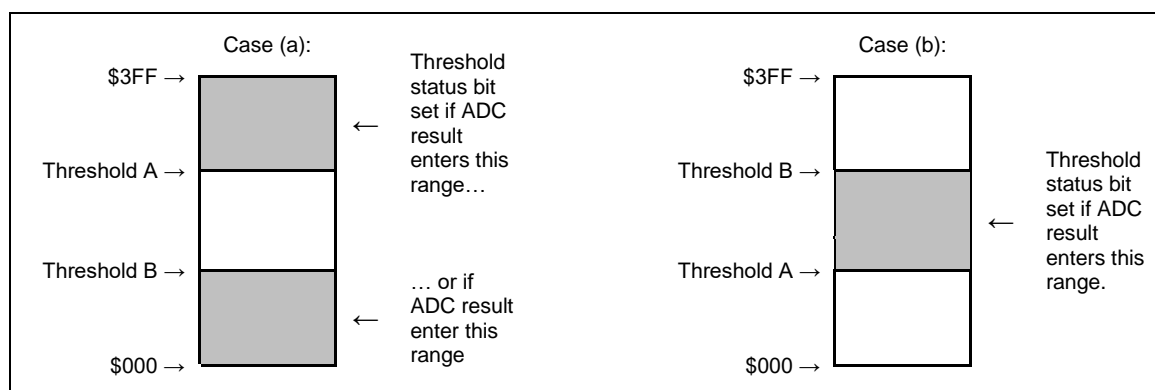 Case (a):
$3FF →
Threshold
status bit
set if ADC
result
enters this
range…
←
Threshold A →
Threshold B →
… or if
ADC result
enter this
range
←
$000 →
Case (b):
$3FF →
Threshold B →
Threshold
status bit
set if ADC
result
enters this
range.
←
Threshold A →
$000 →